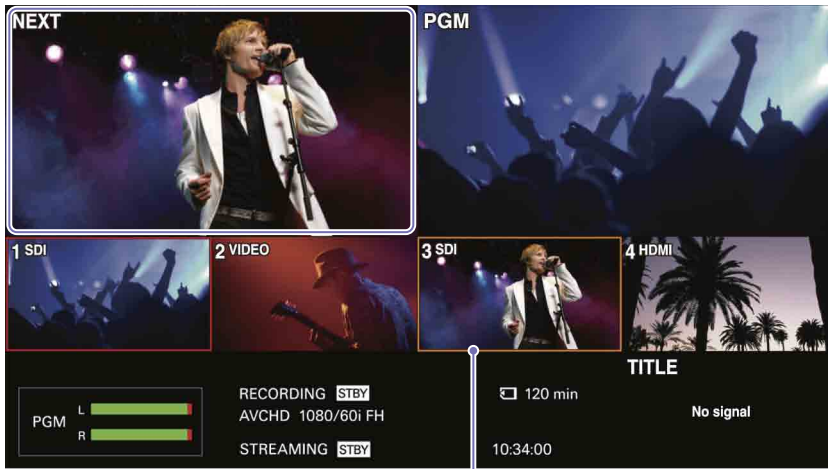 NEXT
PGM
1 SDI
2 VIDEO
3 SDI
4 HDMI
TITLE
No signal
PGM
L
R
RECORDING STBY
AVCHD 1080/60i FH
STREAMING STBY
120 min
10:34:00